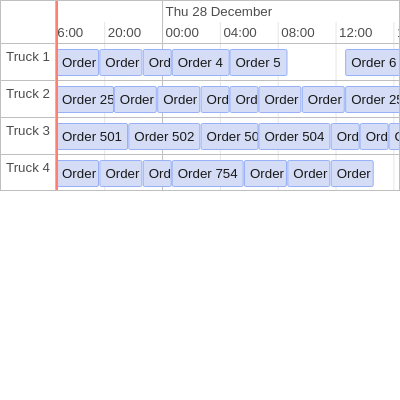 Thu 28 December
6:00 20:00 00:00 04:00 08:00 12:00
Truck 1 Order Order Ord Order 4 Order 5 Order 6
Truck 2 Order 25 Order Order Ord Ord Order Order Order 25
Truck 3 Order 501 Order 502 Order 50 Order 504 Ord Ord
Truck 4 Order Order Ord Order 754 Order Order Order